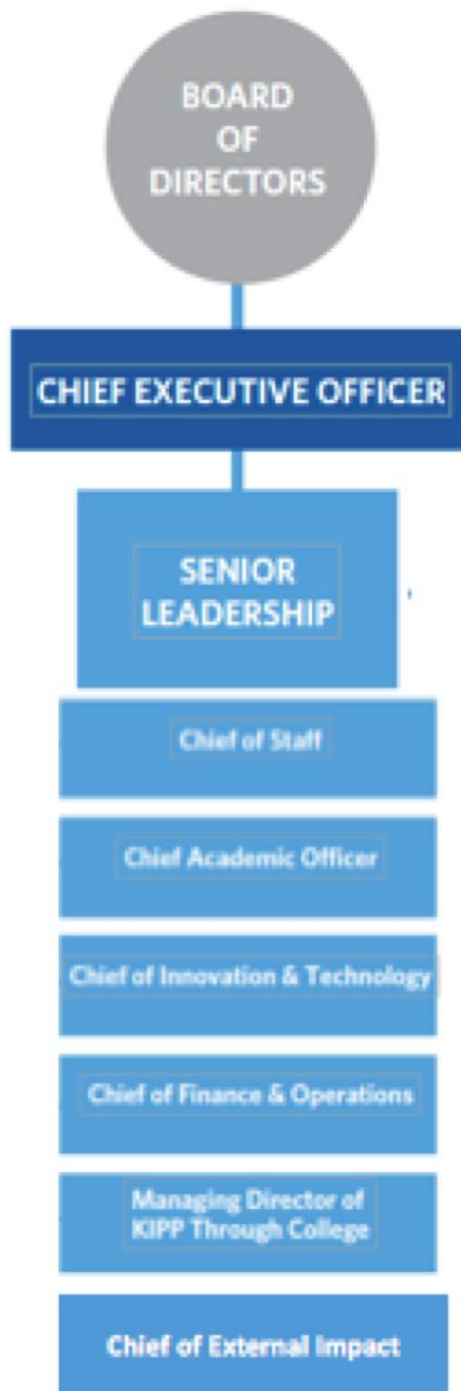 BOARD
OF
DIRECTORS
CHIEF EXECUTIVE OFFICER
SENIOR
LEADERSHIP
Chief of Staff
Chief Academic Officer
Chief of Innovation & Technology
Chief of Finance & Operations
Managing Director of
KIPP Through College
Chief of External Impact